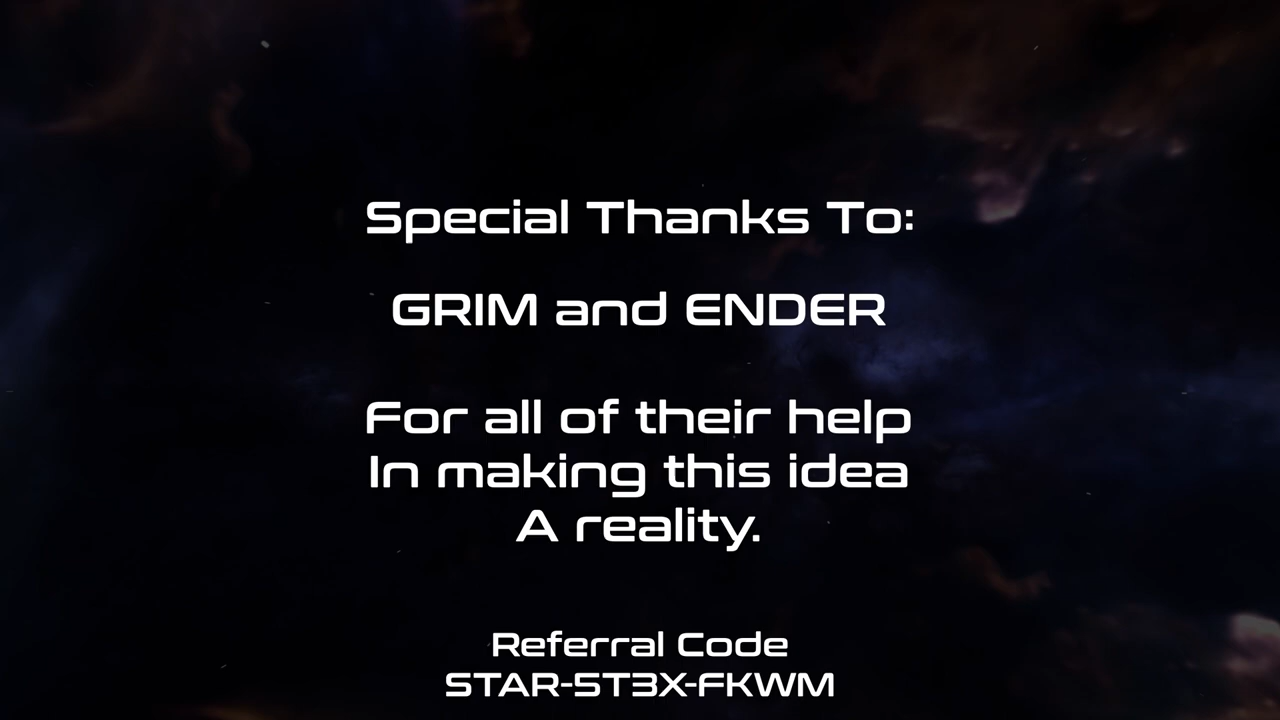 Special Thanks To:
GRIM and ENDER
For all of their help
In making this idea
A reality.
Referral Code
STAR-5T3X-FKWM